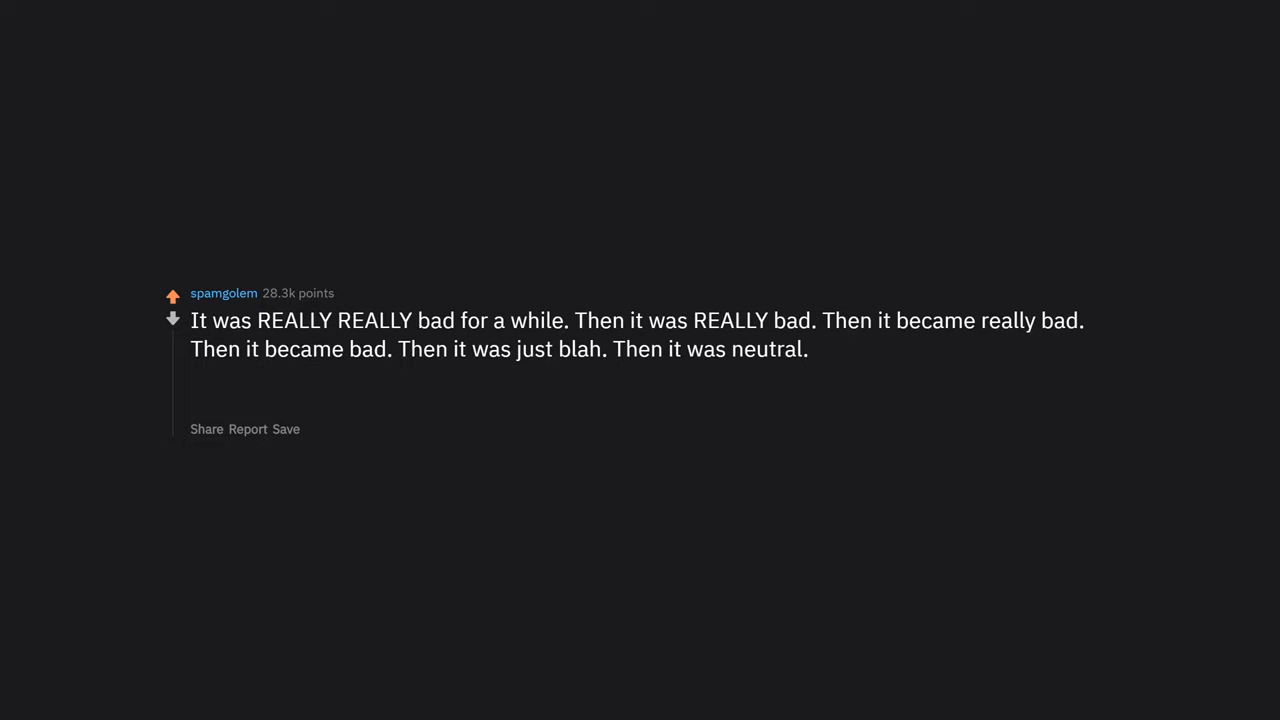 spamgolem 28.3k points
It was REALLY REALLY bad for a while. Then it was REALLY bad. Then it became really bad.
Then it became bad. Then it was just blah. Then it was neutral.
Share Report Save